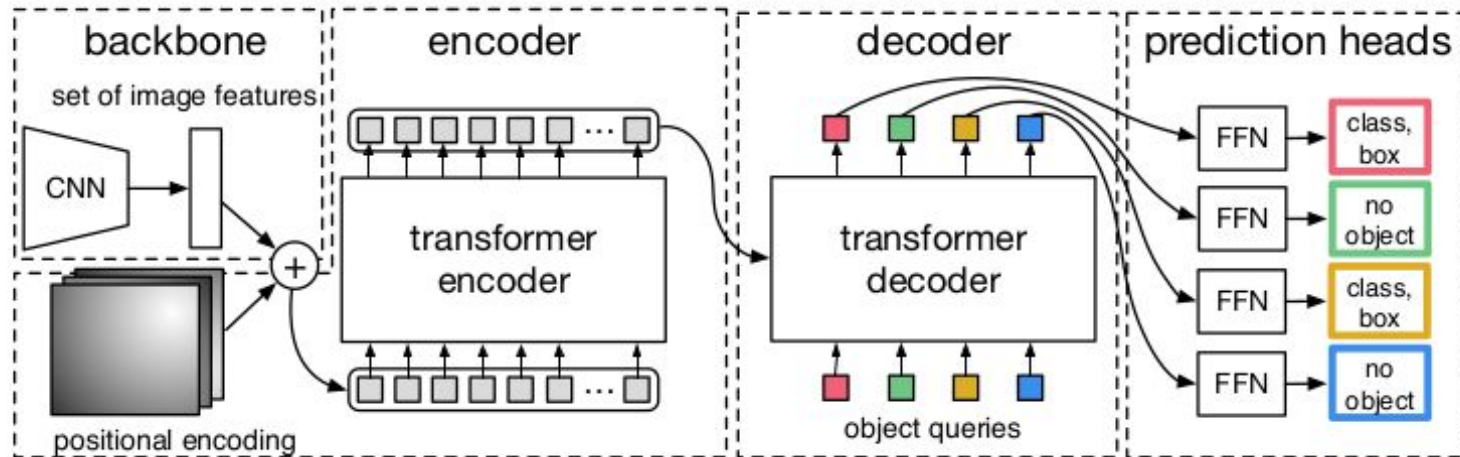 backbone
set of image features
CNN
+
positional encoding
encoder
...
transformer
encoder
...
decoder
transformer
decoder
object queries
prediction heads
FFN
class,
box
FFN
no
object
FFN
class,
box
FFN
no
object